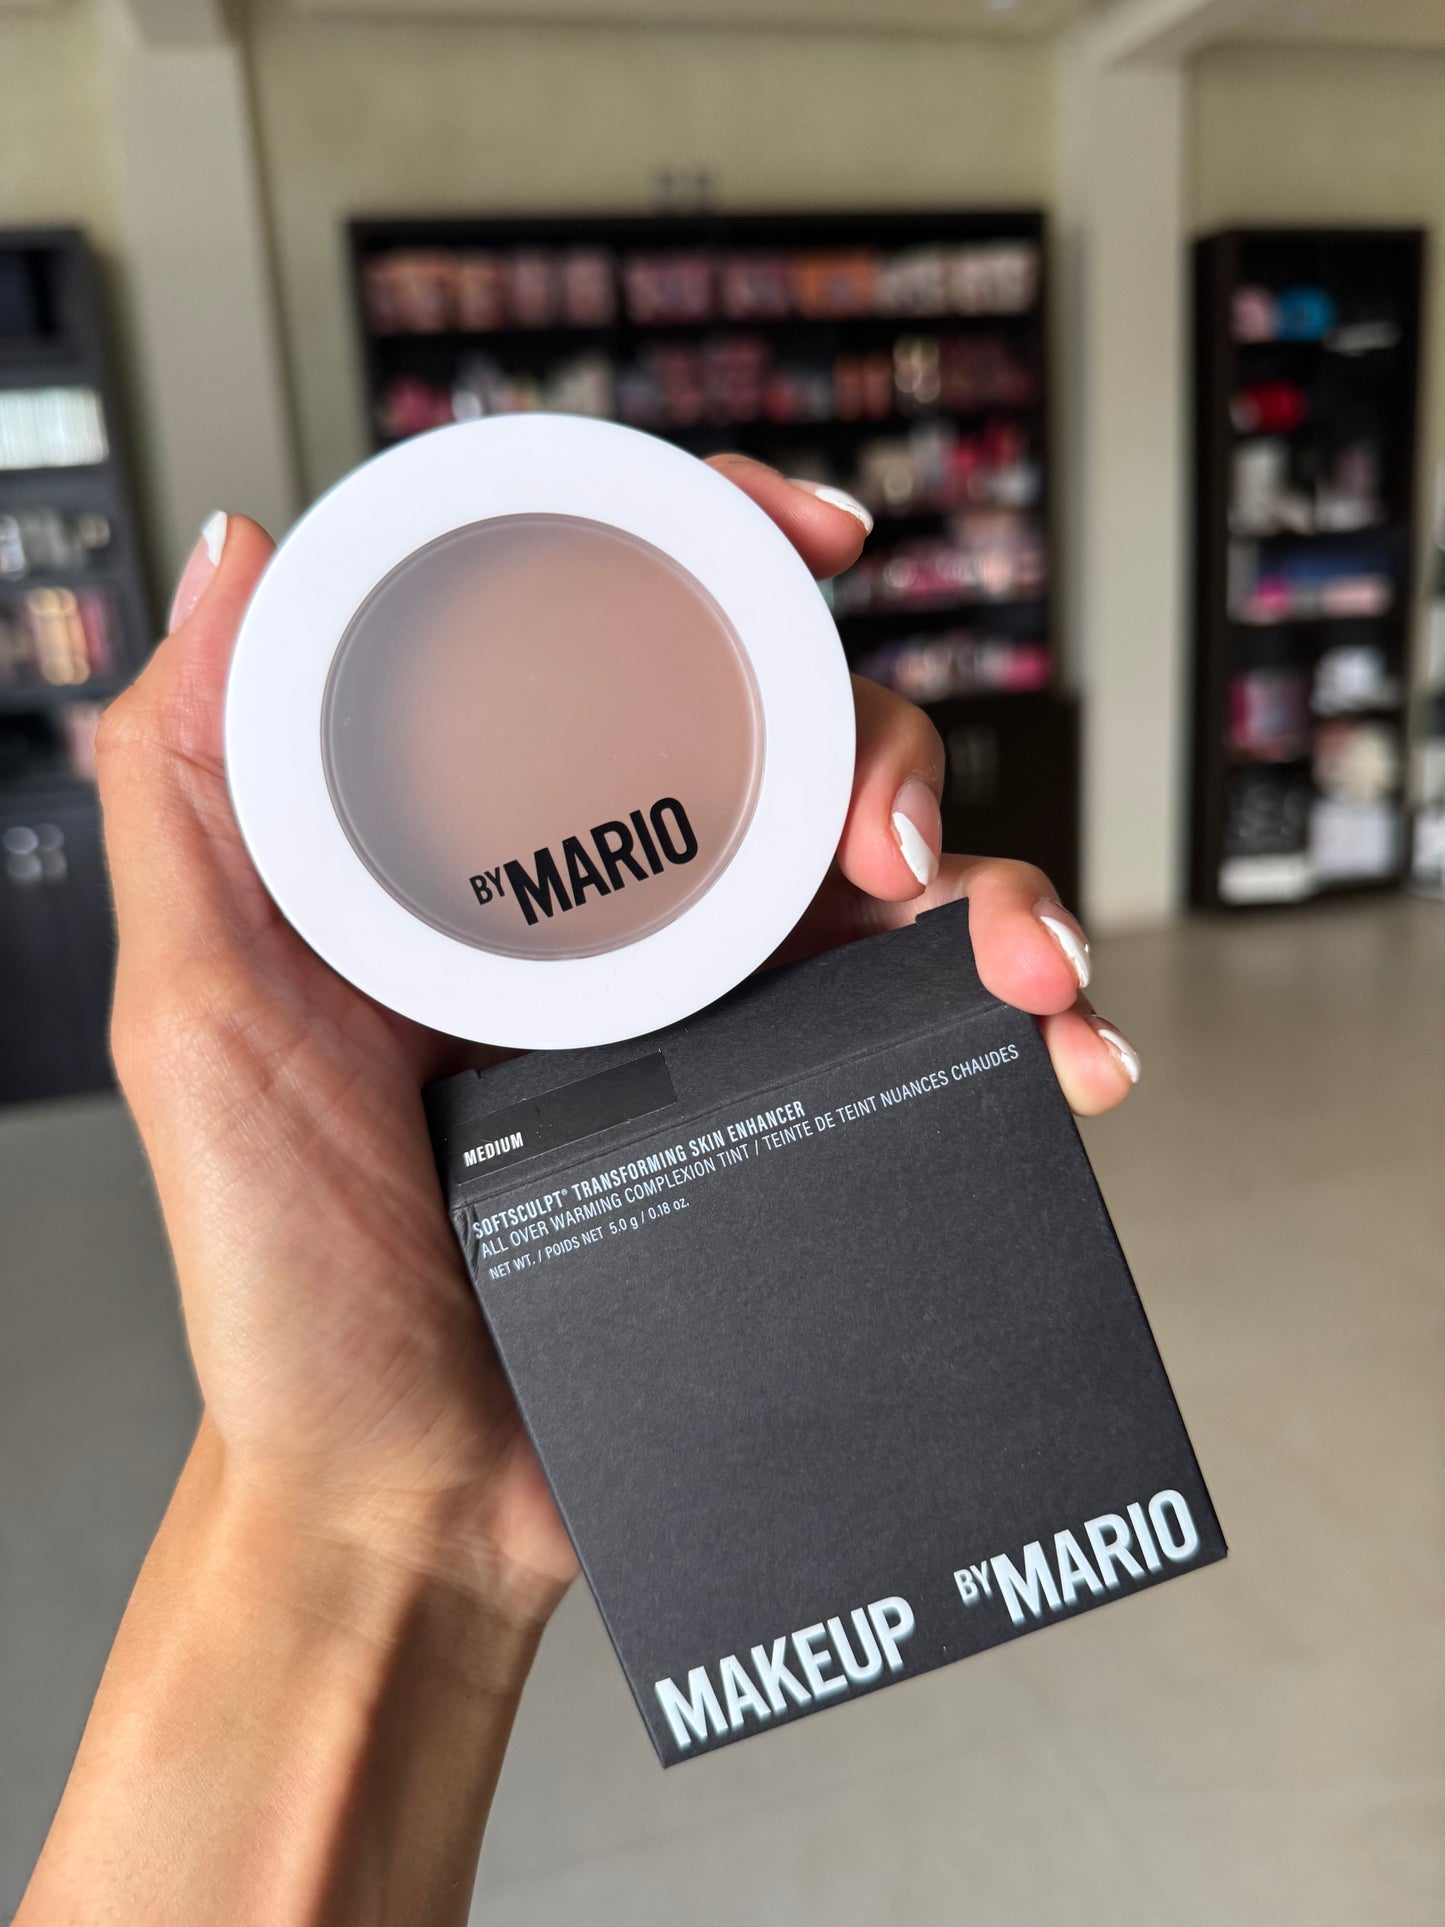 BY MARIO
MEDIUM
SOFTSCULPT® TRANSFORMING SKIN ENHANCER
ALL OVER WARMING COMPLEXION TINT / TEINTE DE TEINT NUANCES CHAUDES
NET WT. / POIDS NET 5.0 g / 0.18 oz.
MAKEUP BY MARIO